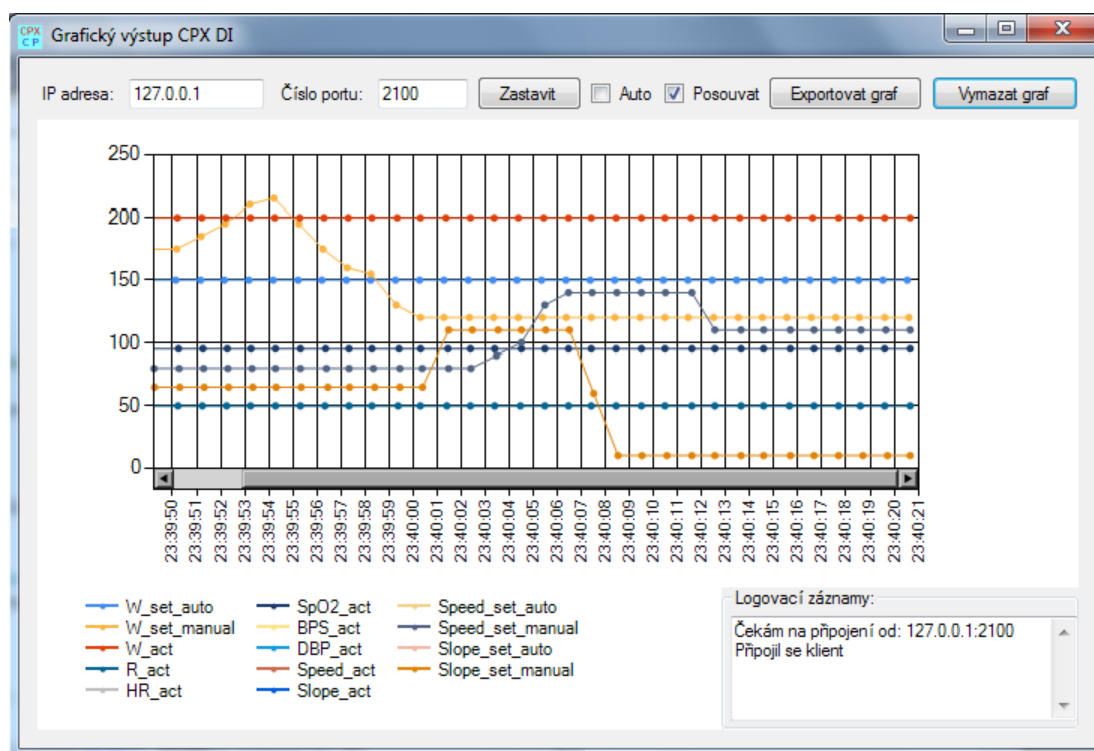 CPX
CP
Grafický výstup CPX DI
IP adresa: 127.0.0.1 Číslo portu: 2100 Zastavit Auto Posouvat Exportovat graf Vymazat graf
250
200
150
100
50
0
23:39:50 23:39:51 23:39:52 23:39:53 23:39:54 23:39:55 23:39:56 23:39:57 23:39:58 23:39:59 23:40:00 23:40:01 23:40:02 23:40:03 23:40:04 23:40:05 23:40:06 23:40:07 23:40:08 23:40:09 23:40:10 23:40:11 23:40:12 23:40:13 23:40:14 23:40:15 23:40:16 23:40:17 23:40:18 23:40:19 23:40:20 23:40:21
W_set_auto SpO2_act Speed_set_auto
W_set_manual BPS_act Speed_set_manual
W_act DBP_act Slope_set_auto
R_act Speed_act Slope_set_manual
HR_act Slope_act
Logovací záznamy:
Čekám na připojení od: 127.0.0.1:2100
Připojil se klient